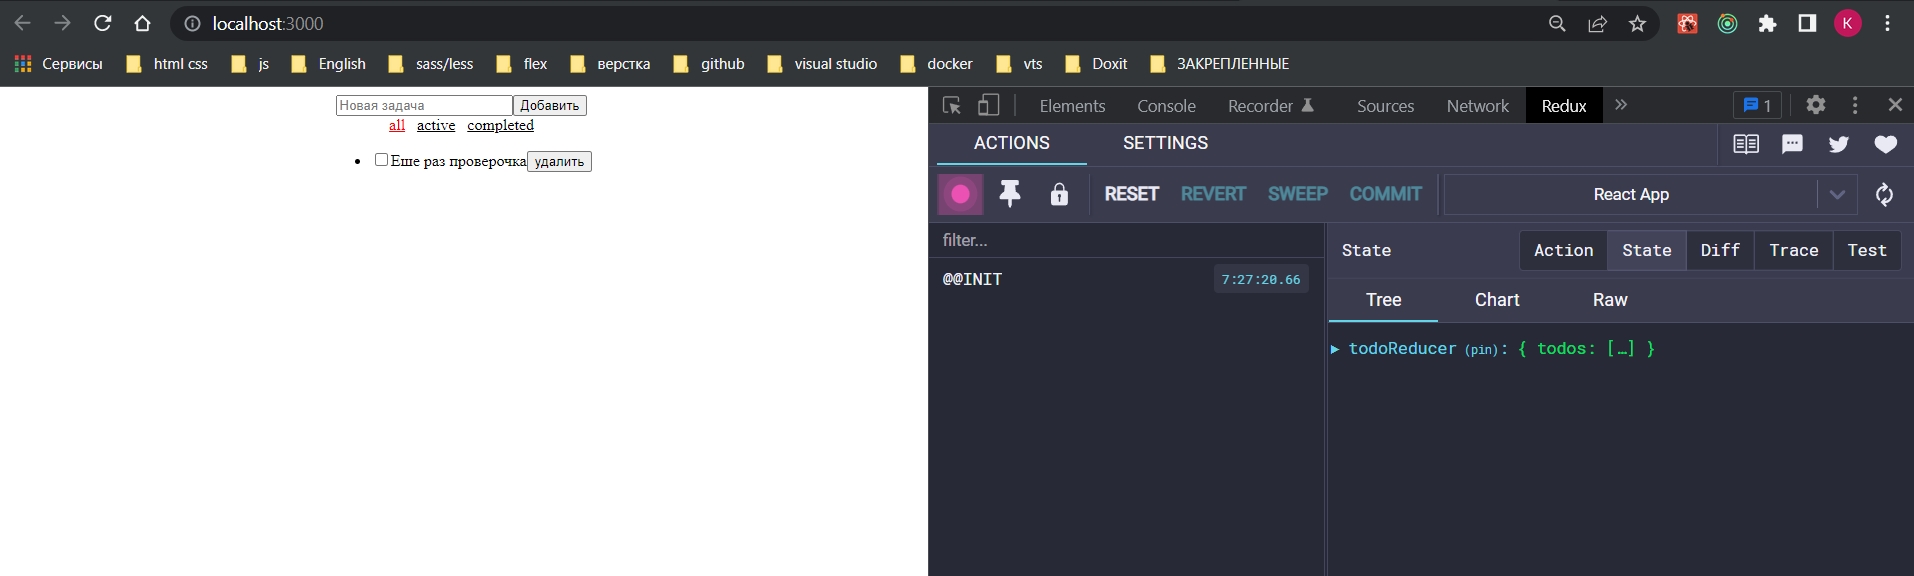 localhost:3000
K
Сервисы html css js English sass/less flex верстка github visual studio docker vts Doxit ЗАКРЕПЛЕННЫЕ
Новая задача Добавить
all active completed
Еше раз проверочка удалить
Elements Console Recorder Sources Network Redux 1
ACTIONS SETTINGS
RESET REVERT SWEEP COMMIT React App
filter...
@@INIT 7:27:20.66
State Action State Diff Trace Test
Tree Chart Raw
todoReducer (pin): { todos: […] }